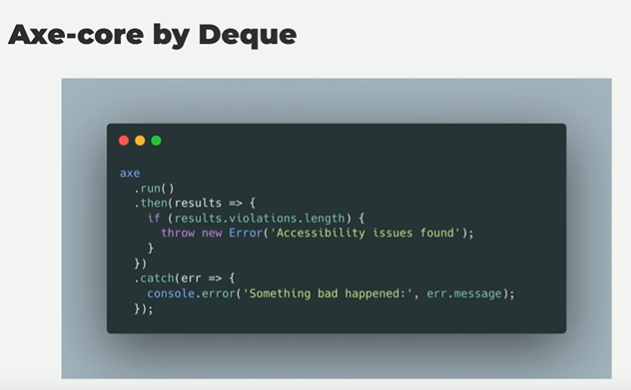 Axe-core by Deque
axe
  .run()
  .then(results => {
    if (results.violations.length) {
      throw new Error('Accessibility issues found');
    }
  })
  .catch(err => {
    console.error('Something bad happened:', err.message);
  });